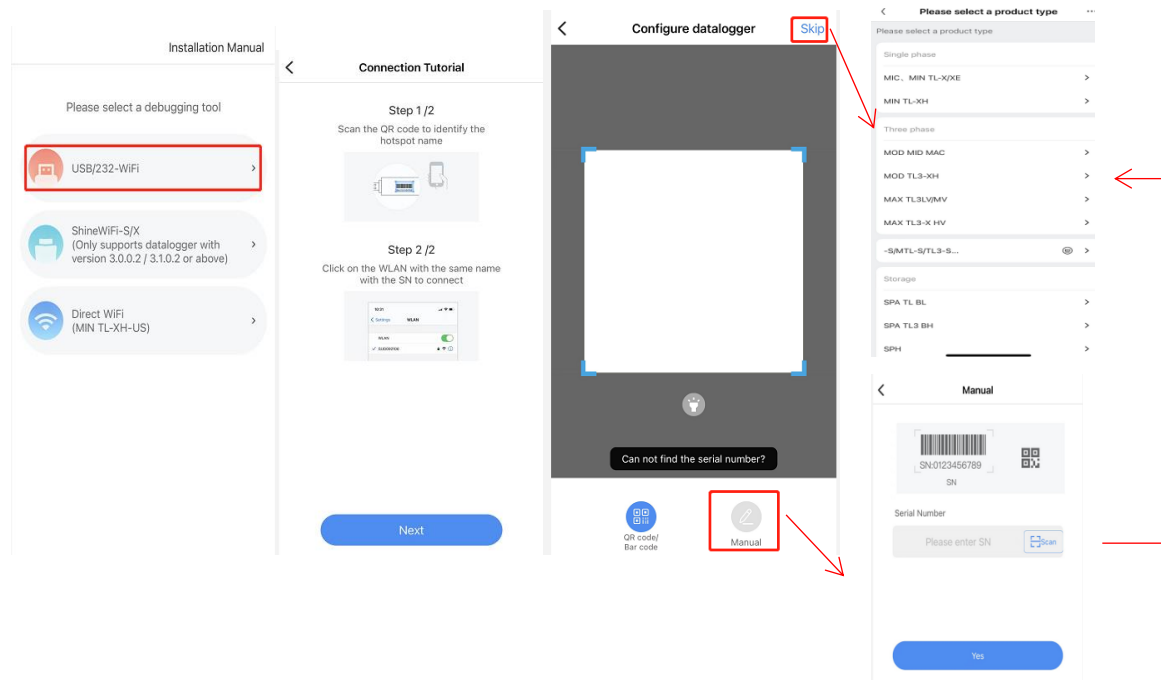 Installation Manual
Please select a debugging tool
USB/232-WiFi
ShineWiFi-S/X
(Only supports datalogger with
version 3.0.0.2 / 3.1.0.2 or above)
Direct WiFi
(MIN TL-XH-US)
Connection Tutorial
Step 1 /2
Scan the QR code to identify the
hotspot name
Step 2 /2
Click on the WLAN with the same name
with the SN to connect
Settings
WLAN
WLAN
Next
Configure datalogger
Skip
Can not find the serial number?
QR code/
Bar code
Manual
Please select a product type
Please select a product type
Single phase
MIC、MIN TL-X/XE
MIN TL-XH
Three phase
MOD MID MAC
MOD TL3-XH
MAX TL3LV/MV
MAX TL3-X HV
-S/MTL-S/TL3-S...
Storage
SPA TL BL
SPA TL3 BH
SPH
Manual
SN:0123456789
SN
Serial Number
Please enter SN
Scan
Yes